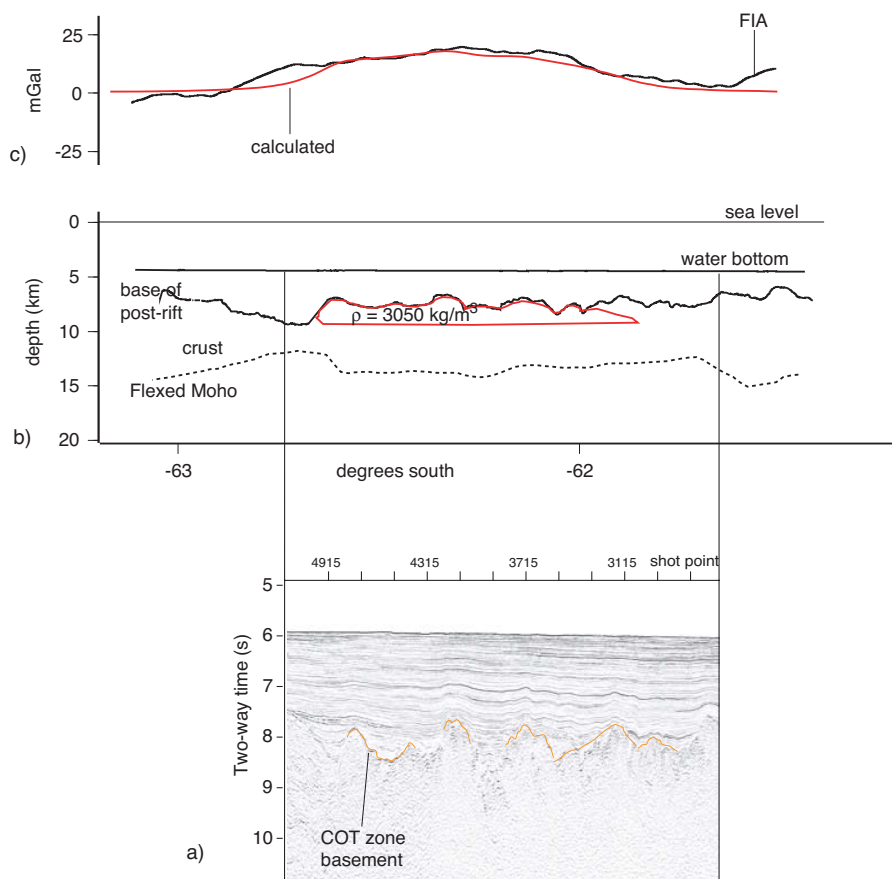 25
FIA
mGal
0
calculated
-25
c)
0
sea level
water bottom
5
base of
post-rift
depth (km)
10
ρ = 3050 kg/m³
crust
15
Flexed Moho
20
b)
-63
degrees south
-62
4915
4315
3715
3115
shot point
5
6
Two-way time (s)
7
8
9
10
COT zone
basement
a)